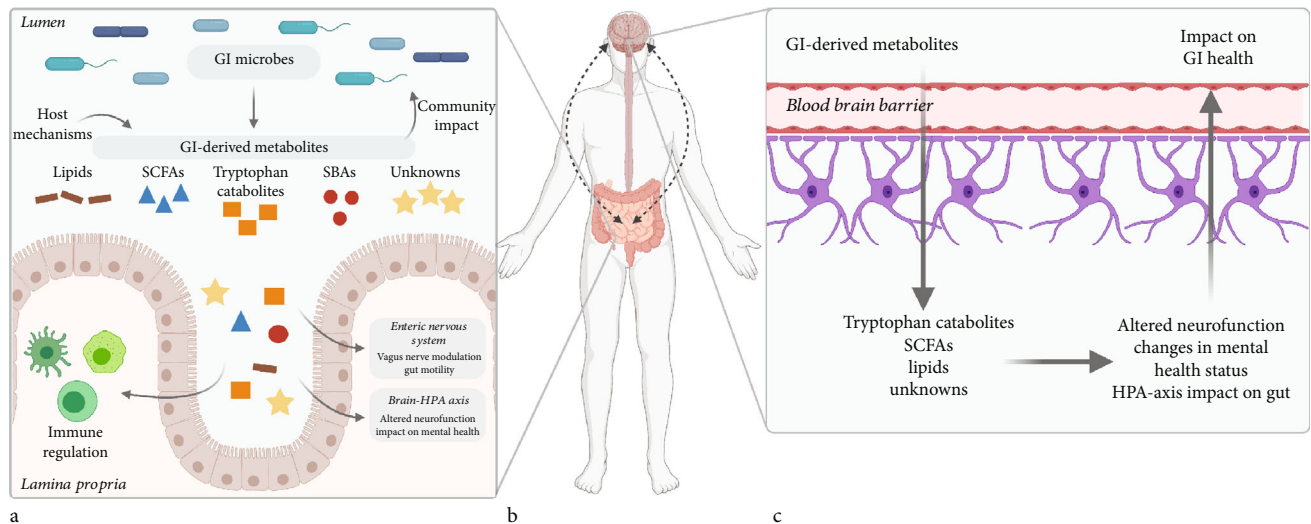 Lumen
GI microbes
Host
mechanisms
Community
impact
GI-derived metabolites
Lipids
SCFAs
Tryptophan
catabolites
SBAs
Unknowns
Enteric nervous
system
Vagus nerve modulation
gut motility
Brain-HPA axis
Altered neurofunction
impact on mental health
Immune
regulation
Lamina propria
a
b
GI-derived metabolites
Impact on
GI health
Blood brain barrier
Tryptophan catabolites
SCFAs
lipids
unknowns
Altered neurofunction
changes in mental
health status
HPA-axis impact on gut
c